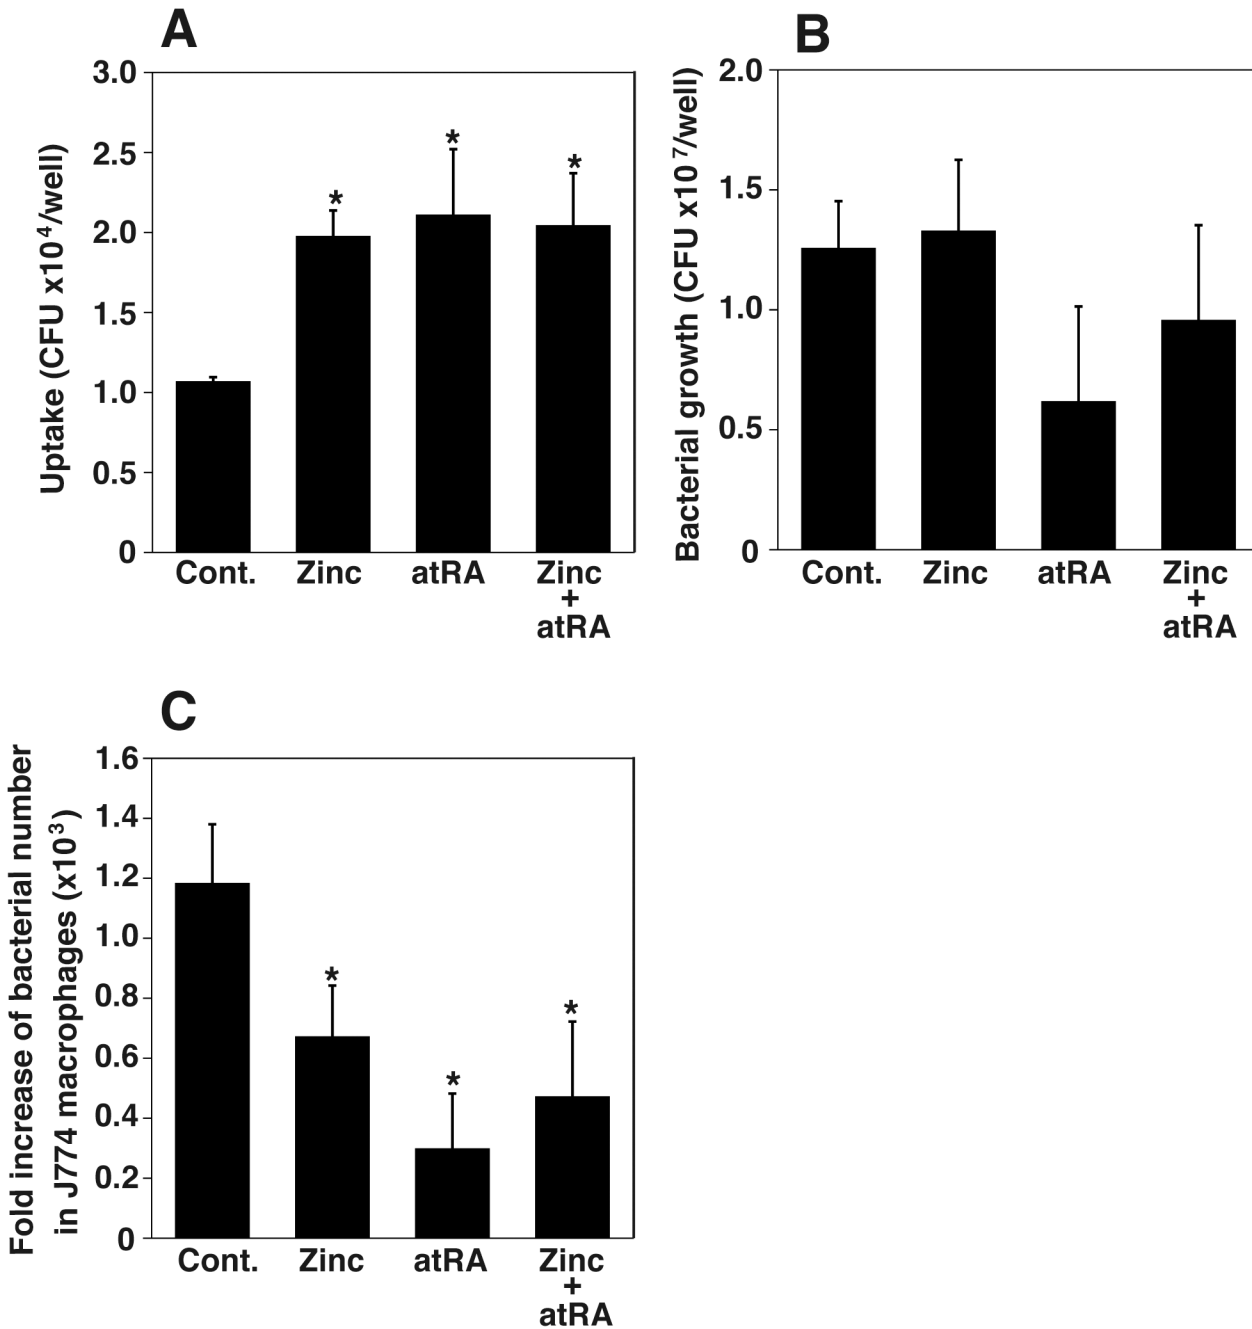 A
Uptake (CFU x10⁴/well)
3.0
2.5
2.0
1.5
1.0
0.5
0
*
*
*
Cont. Zinc atRA Zinc
+
atRA
B
Bacterial growth (CFU x10⁷/well)
2.0
1.5
1.0
0.5
0
Cont. Zinc atRA Zinc
+
atRA
C
Fold increase of bacterial number
in J774 macrophages (x10³)
1.6
1.4
1.2
1.0
0.8
0.6
0.4
0.2
0
*
*
*
Cont. Zinc atRA Zinc
+
atRA